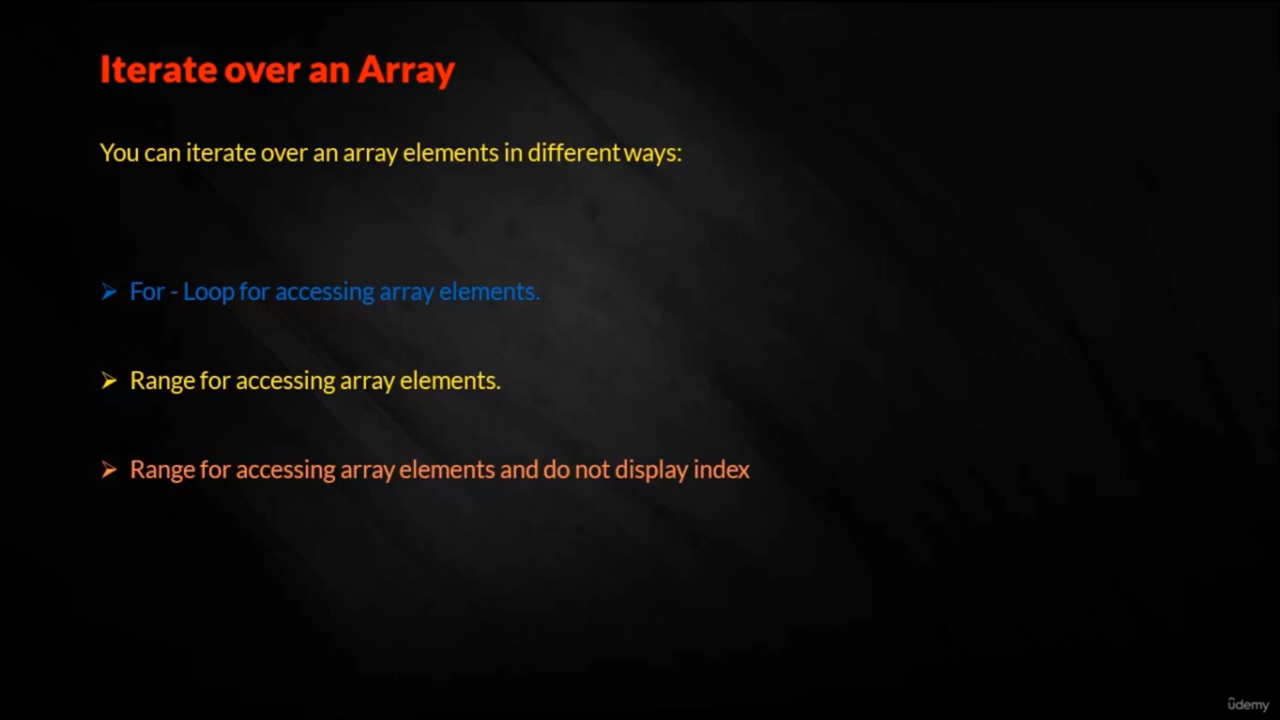 Iterate over an Array
You can iterate over an array elements in different ways:
➢ For - Loop for accessing array elements.
➢ Range for accessing array elements.
➢ Range for accessing array elements and do not display index
ûdemy